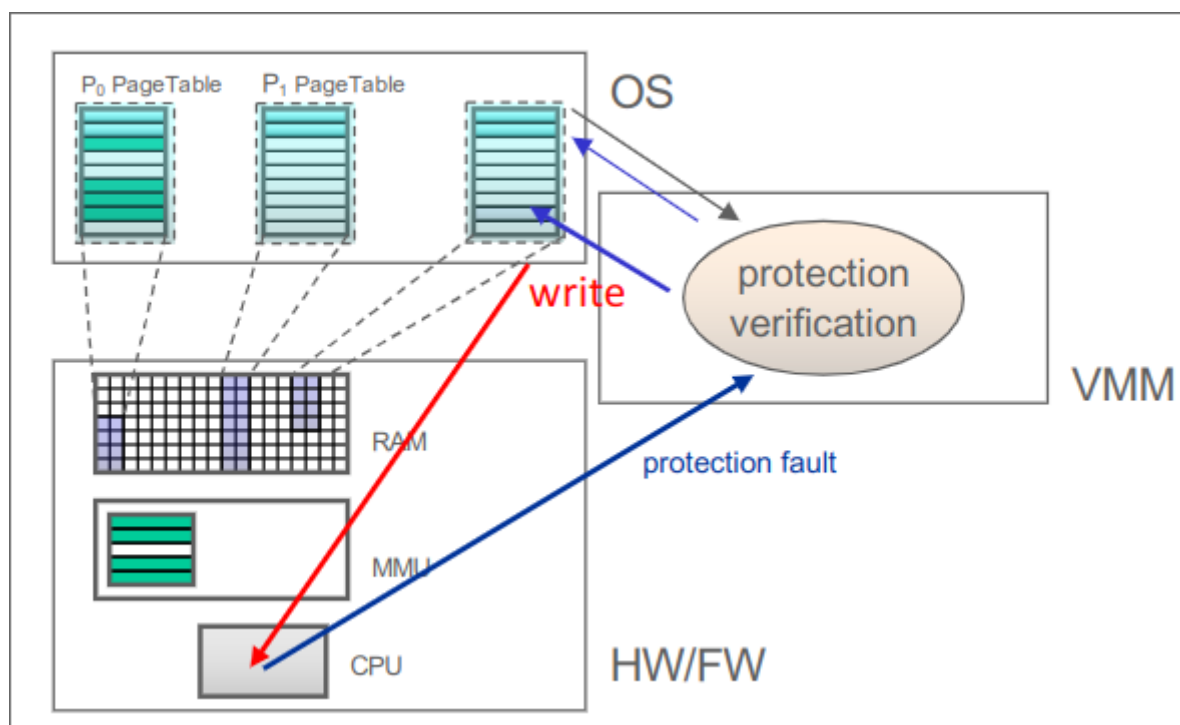 P₀ PageTable
P₁ PageTable
OS
write
protection
verification
VMM
RAM
protection fault
MMU
CPU
HW/FW